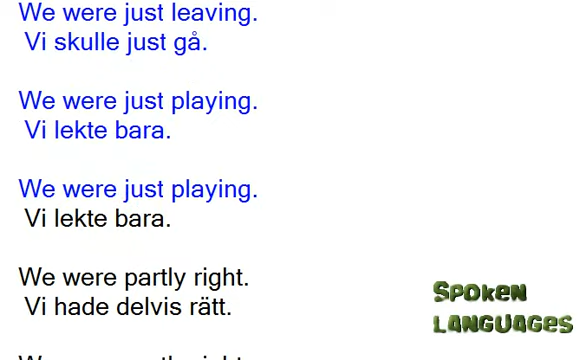 We were just leaving.
Vi skulle just gå.
We were just playing.
Vi lekte bara.
We were just playing.
Vi lekte bara.
We were partly right.
Vi hade delvis rätt.
Spoken
Languages